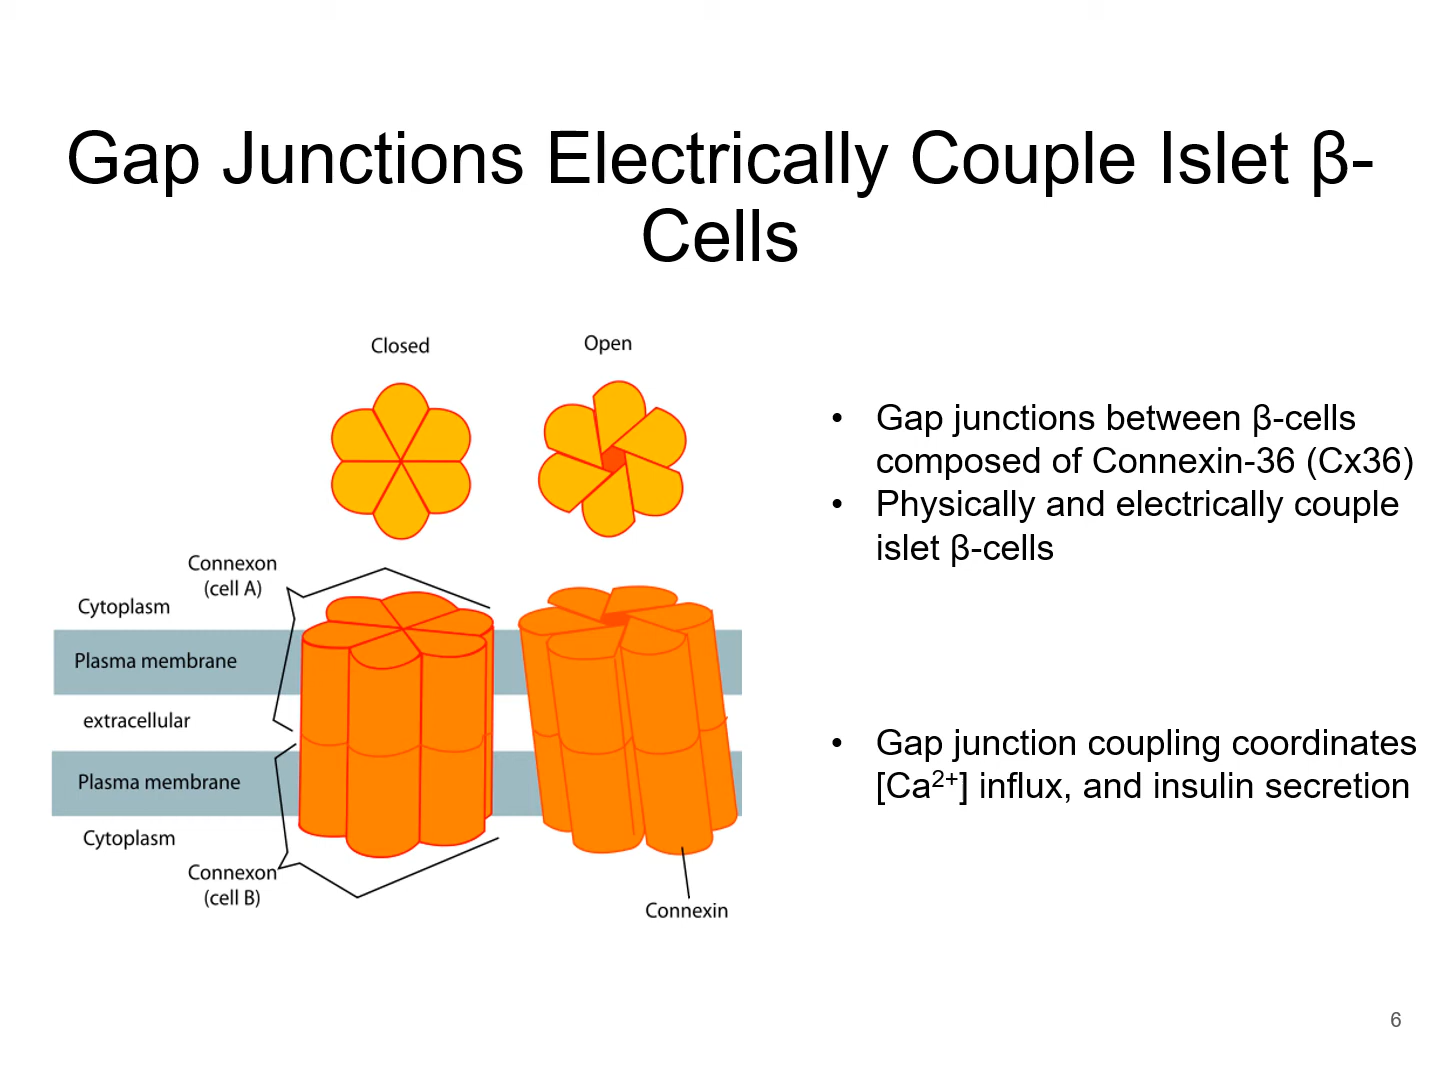 Gap Junctions Electrically Couple Islet β-
Cells
Closed
Open
Connexon
(cell A)
Cytoplasm
Plasma membrane
extracellular
Plasma membrane
Cytoplasm
Connexon
(cell B)
Connexin
• Gap junctions between β-cells
composed of Connexin-36 (Cx36)
• Physically and electrically couple
islet β-cells
• Gap junction coupling coordinates
[Ca²⁺] influx, and insulin secretion
6